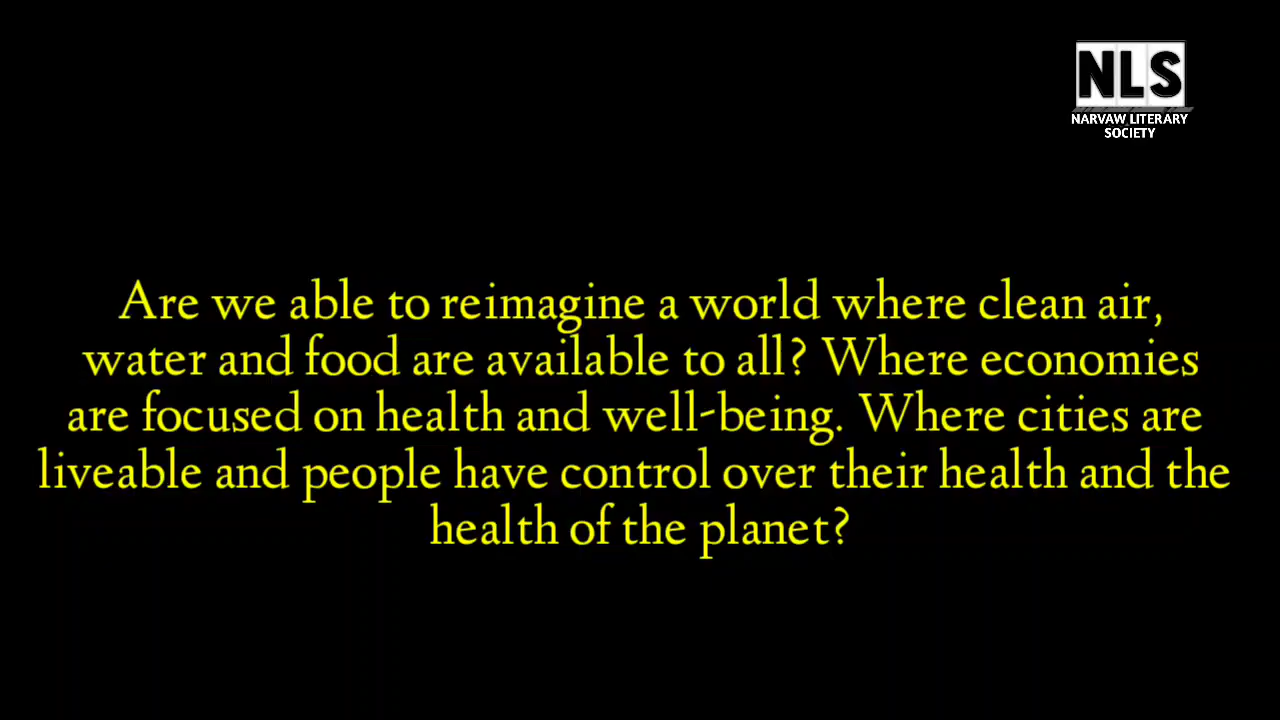 NLS
NARVAW LITERARY
SOCIETY
Are we able to reimagine a world where clean air,
water and food are available to all? Where economies
are focused on health and well-being. Where cities are
liveable and people have control over their health and the
health of the planet?